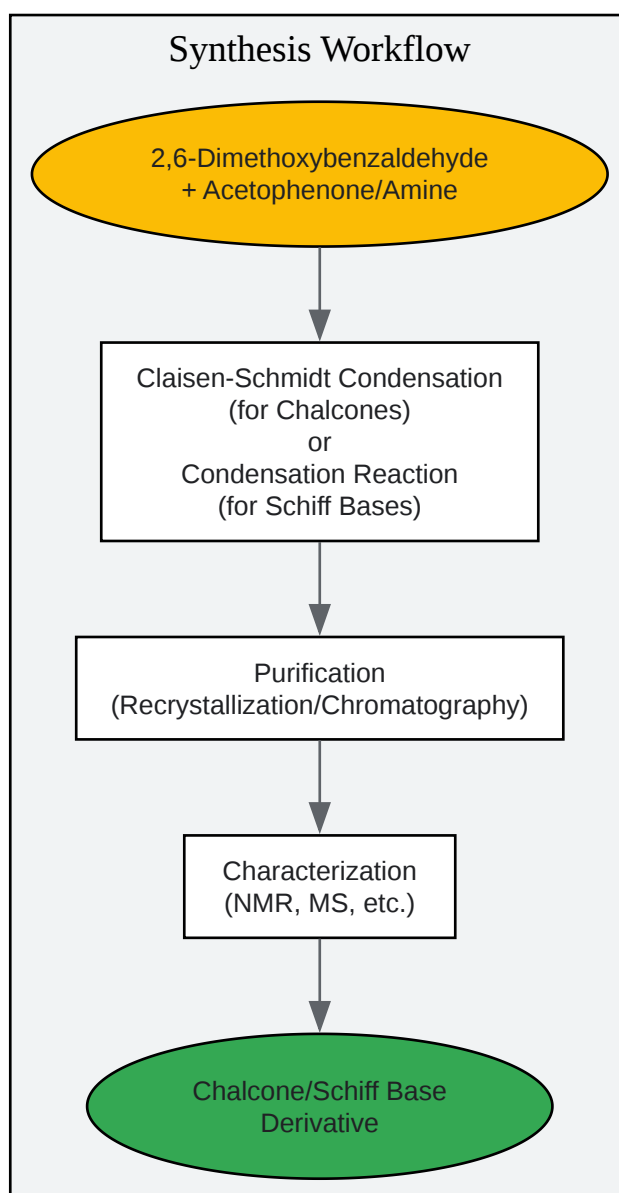 Synthesis Workflow
2,6-Dimethoxybenzaldehyde
+ Acetophenone/Amine
Claisen-Schmidt Condensation
(for Chalcones)
or
Condensation Reaction
(for Schiff Bases)
Purification
(Recrystallization/Chromatography)
Characterization
(NMR, MS, etc.)
Chalcone/Schiff Base
Derivative